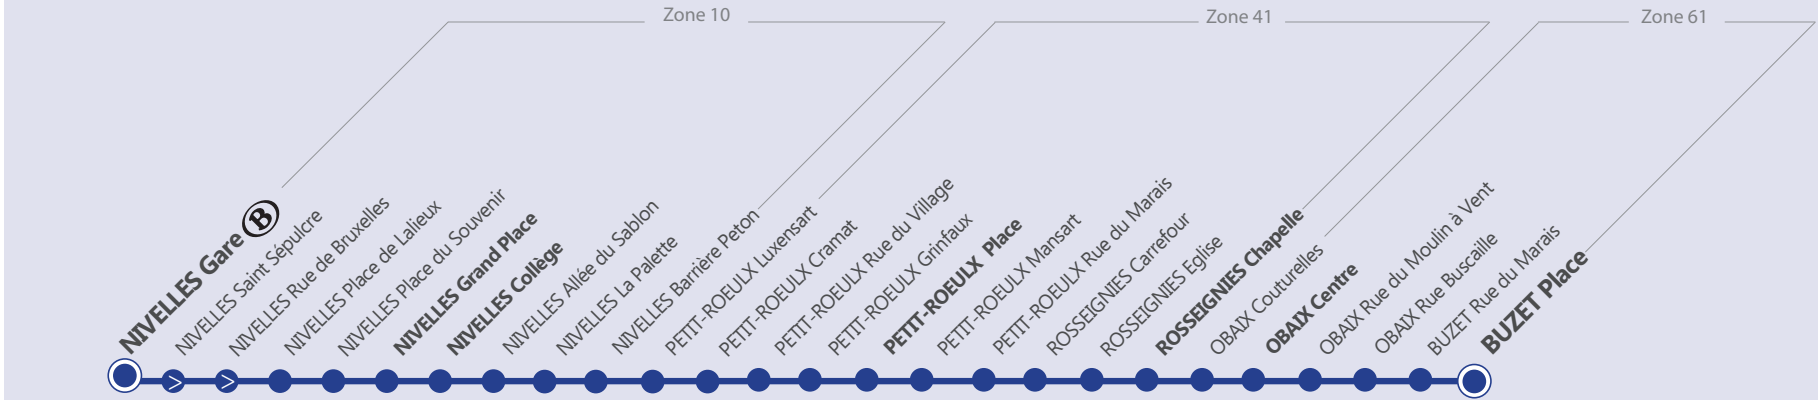 Zone 10
Zone 41
Zone 61
NIVELLES Gare B
NIVELLES Saint Sépulcre
NIVELLES Rue de Bruxelles
NIVELLES Place de Lalieux
NIVELLES Place du Souvenir
NIVELLES Grand Place
NIVELLES Collège
NIVELLES Allée du Sablon
NIVELLES La Palette
NIVELLES Barrière Peton
PETIT-ROEULX Luxensart
PETIT-ROEULX Cramat
PETIT-ROEULX Rue du Village
PETIT-ROEULX Grinfaux
PETIT-ROEULX Place
PETIT-ROEULX Mansart
PETIT-ROEULX Rue du Marais
ROSSEIGNIES Carrefour
ROSSEIGNIES Eglise
ROSSEIGNIES Chapelle
OBAIX Couturelles
OBAIX Centre
OBAIX Rue du Moulin à Vent
OBAIX Rue Buscaille
BUZET Rue du Marais
BUZET Place